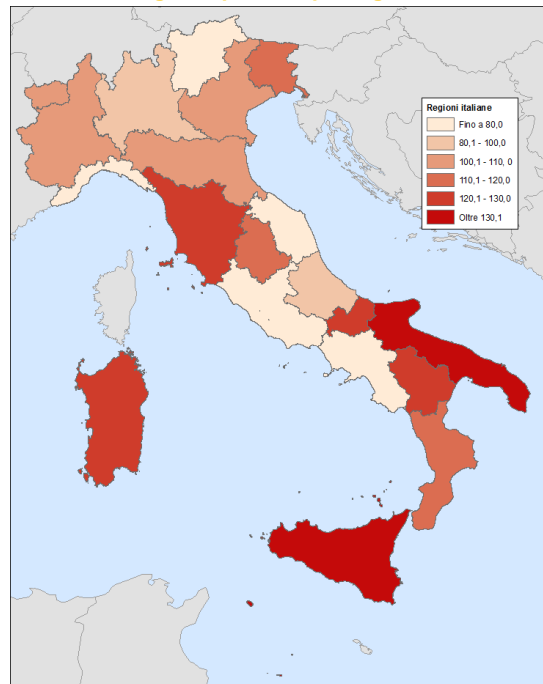 Regioni italiane
Fino a 80,0
80,1 - 100,0
100,1 - 110, 0
110,1 - 120,0
120,1 - 130,0
Oltre 130,1